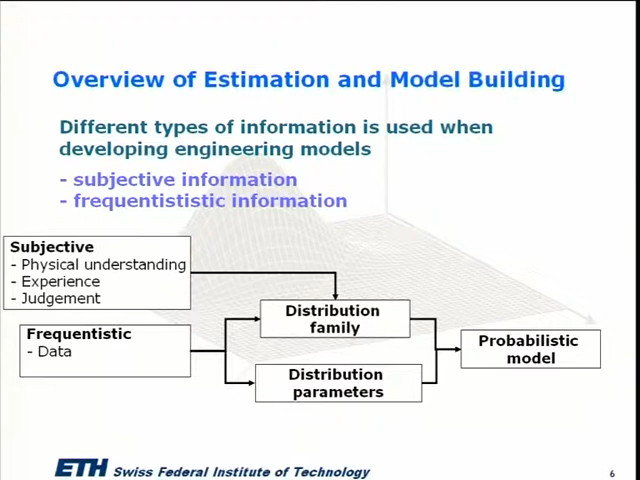 Overview of Estimation and Model Building
Different types of information is used when
developing engineering models
- subjective information
- frequentististic information
Subjective
- Physical understanding
- Experience
- Judgement
Frequentistic
- Data
Distribution
family
Distribution
parameters
Probabilistic
model
ETH Swiss Federal Institute of Technology
6